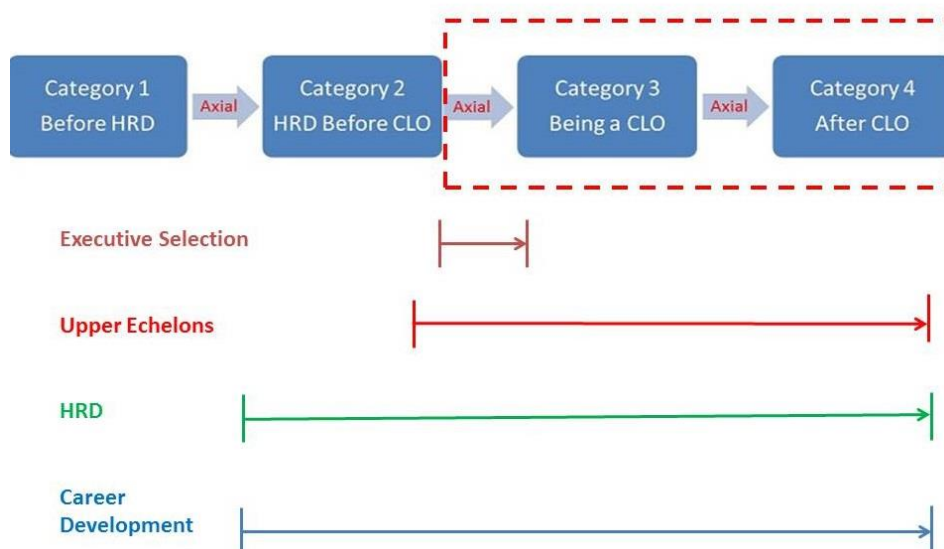 Category 1
Before HRD
Axial
Category 2
HRD Before CLO
Axial
Category 3
Being a CLO
Axial
Category 4
After CLO
Executive Selection
Upper Echelons
HRD
Career
Development